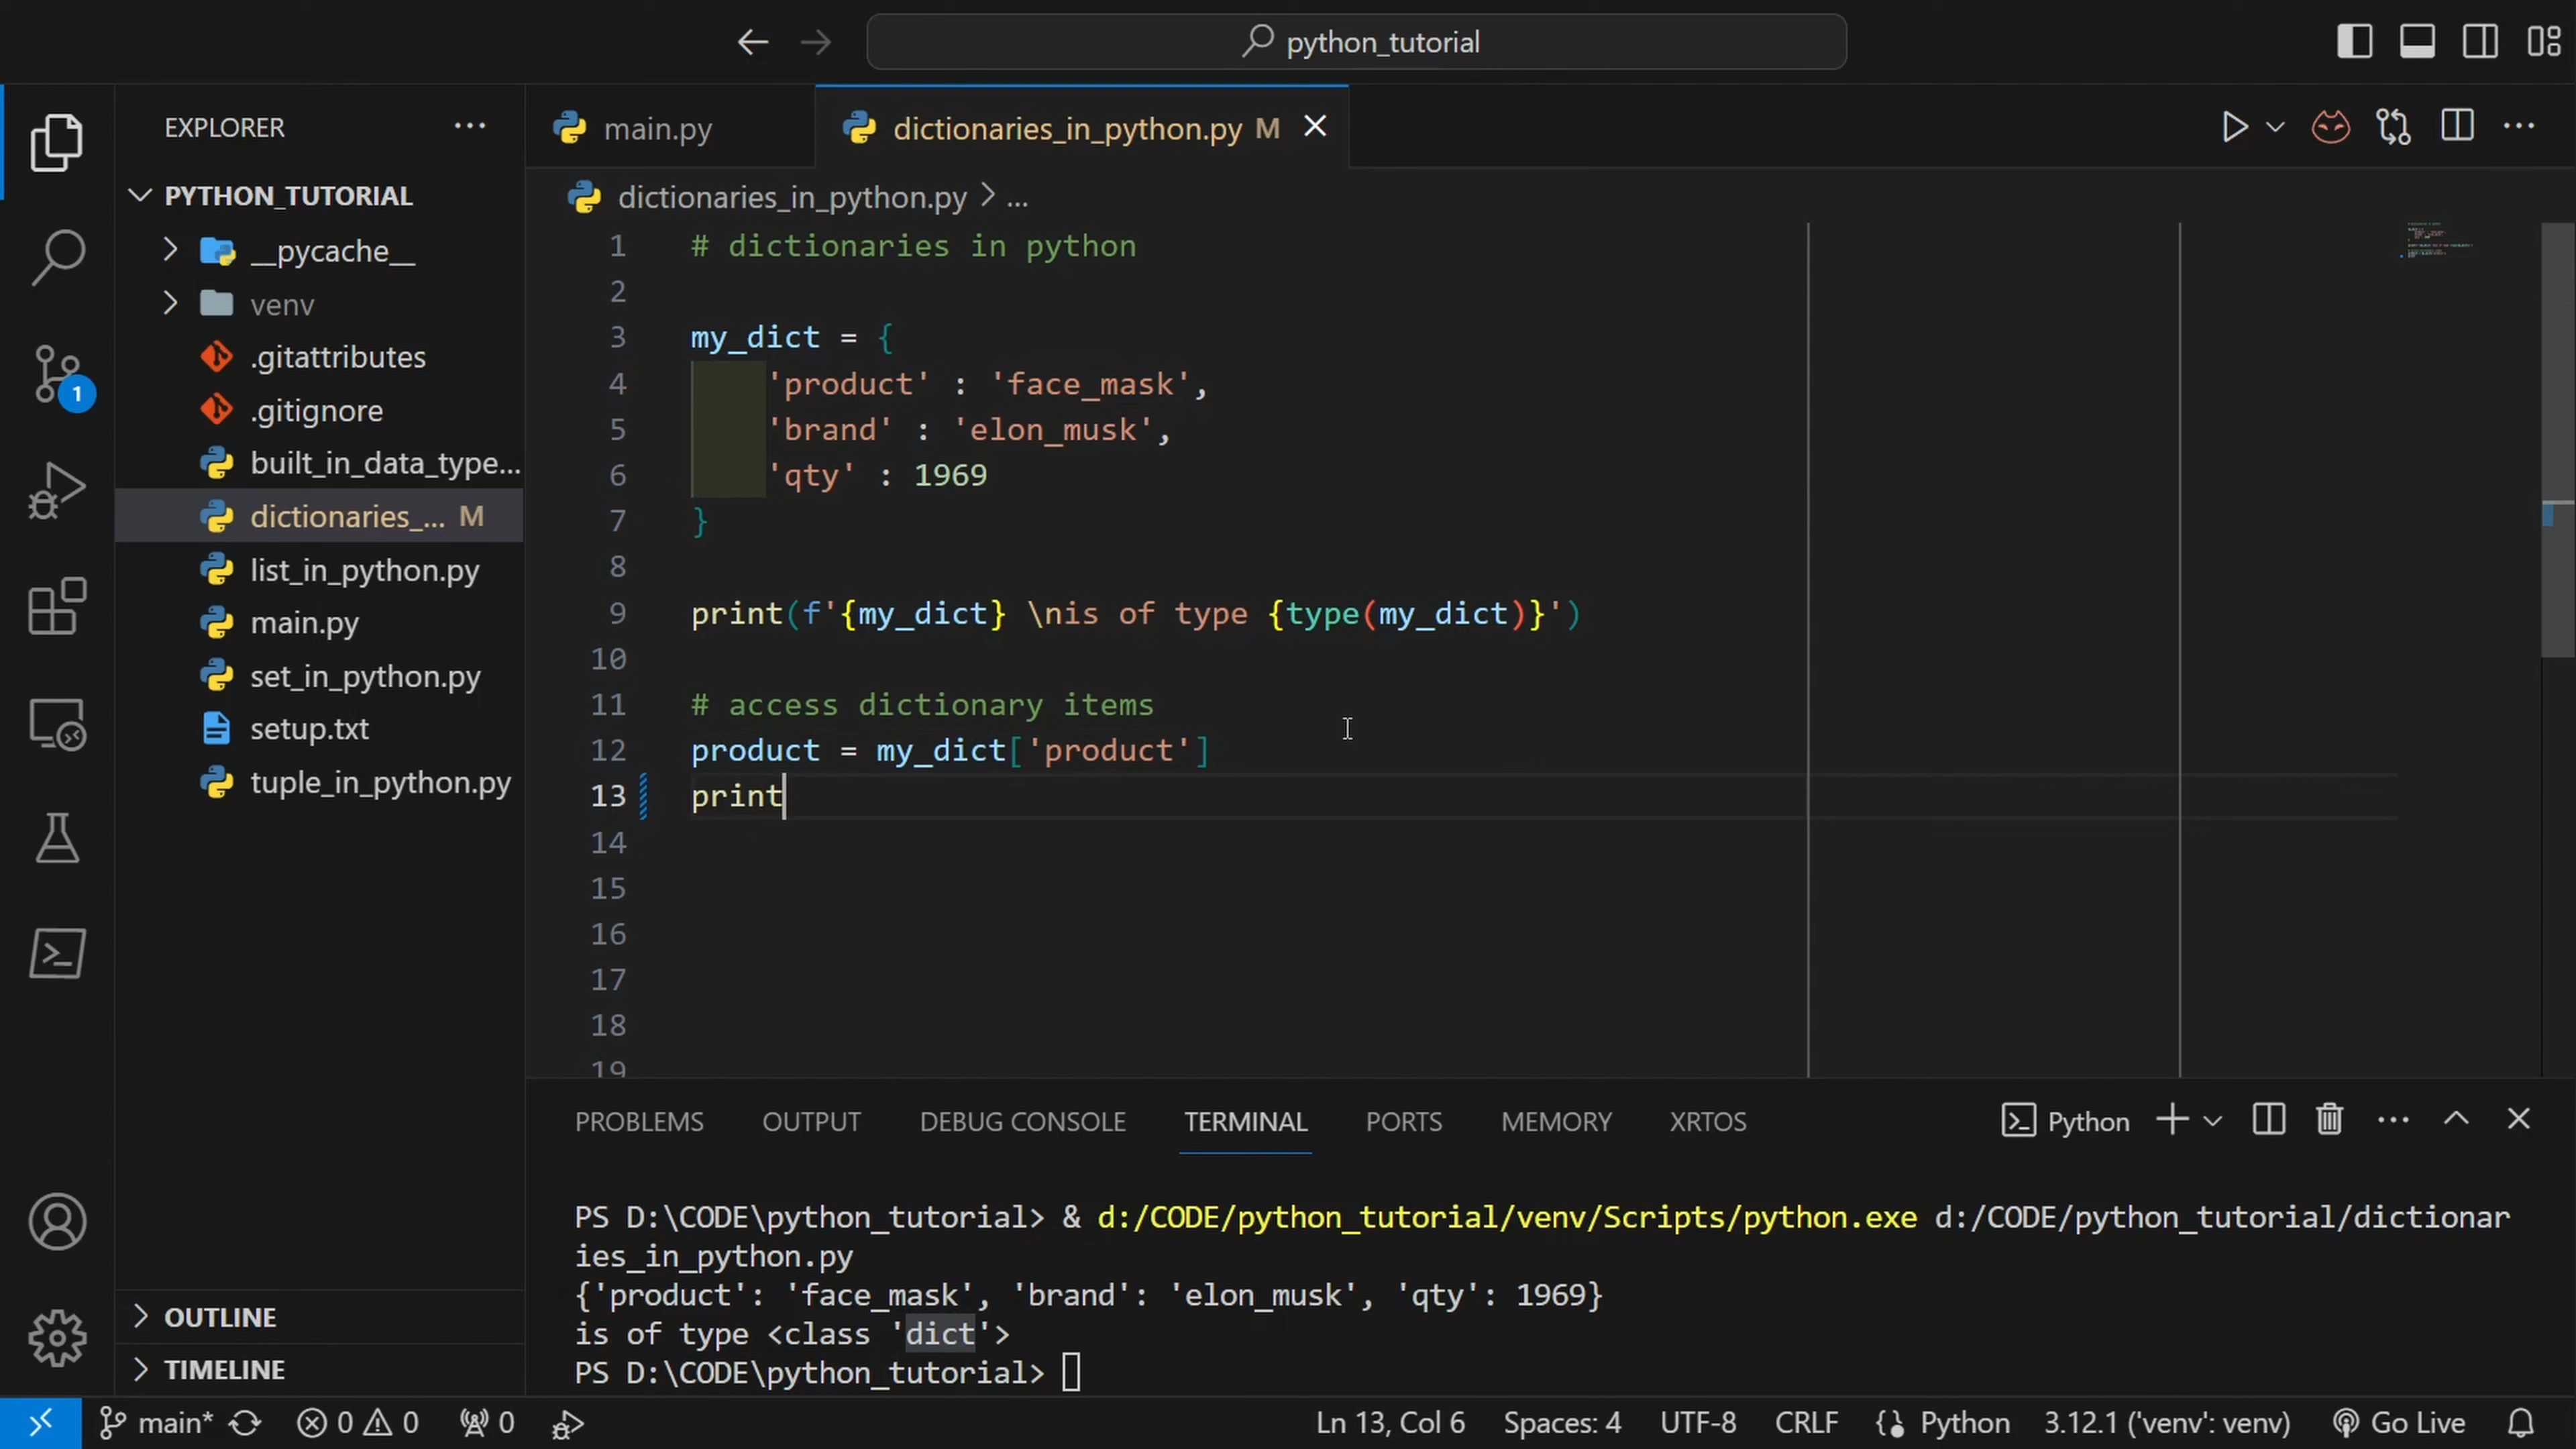 python_tutorial
EXPLORER ...
main.py
dictionaries_in_python.py M
PYTHON_TUTORIAL
__pycache__
venv
.gitattributes
.gitignore
built_in_data_type...
dictionaries_... M
list_in_python.py
main.py
set_in_python.py
setup.txt
tuple_in_python.py
1
OUTLINE
TIMELINE
dictionaries_in_python.py > ...
1 # dictionaries in python
2
3 my_dict = {
4 'product' : 'face_mask',
5 'brand' : 'elon_musk',
6 'qty' : 1969
7 }
8
9 print(f'{my_dict} \nis of type {type(my_dict)}')
10
11 # access dictionary items
12 product = my_dict['product']
13 print
14
15
16
17
18
19
PROBLEMS OUTPUT DEBUG CONSOLE TERMINAL PORTS MEMORY XRTOS Python
PS D:\CODE\python_tutorial> & d:/CODE/python_tutorial/venv/Scripts/python.exe d:/CODE/python_tutorial/dictionar
ies_in_python.py
{'product': 'face_mask', 'brand': 'elon_musk', 'qty': 1969}
is of type <class 'dict'>
PS D:\CODE\python_tutorial>
main* 0 0 0 Ln 13, Col 6 Spaces: 4 UTF-8 CRLF Python 3.12.1 ('venv': venv) Go Live